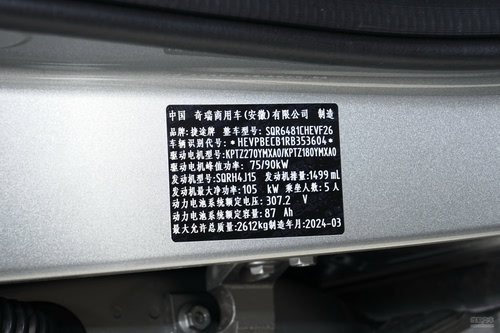 中国 奇瑞商用车(安徽)有限公司 制造
品牌:捷途牌 整车型号:SQR6481CHEVF26
车辆识别代号:*HEVPBECB1RB353604*
驱动电机型号:KPTZ270YMXA0/KPTZ180YMXA0
驱动电机峰值功率:75/90kW
发动机型号:SQRH4J15 发动机排量:1499 mL
发动机最大净功率:105 kW 乘坐人数:5 人
动力电池系统额定电压:307.2 V
动力电池系统额定容量:87 Ah
最大允许总质量:2612kg制造年月:2024-03